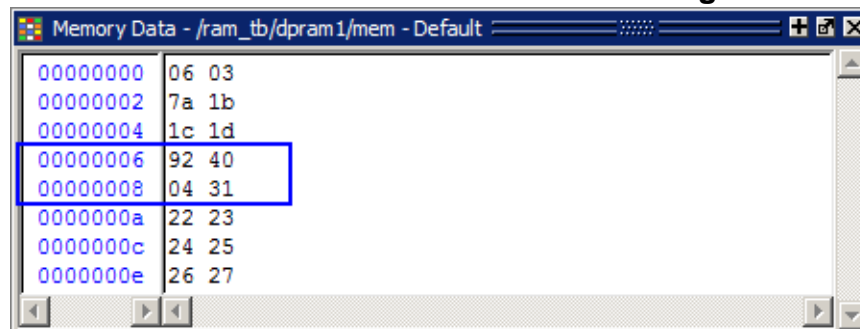 Memory Data - /ram_tb/dpram1/mem - Default
00000000 06 03
00000002 7a 1b
00000004 1c 1d
00000006 92 40
00000008 04 31
0000000a 22 23
0000000c 24 25
0000000e 26 27